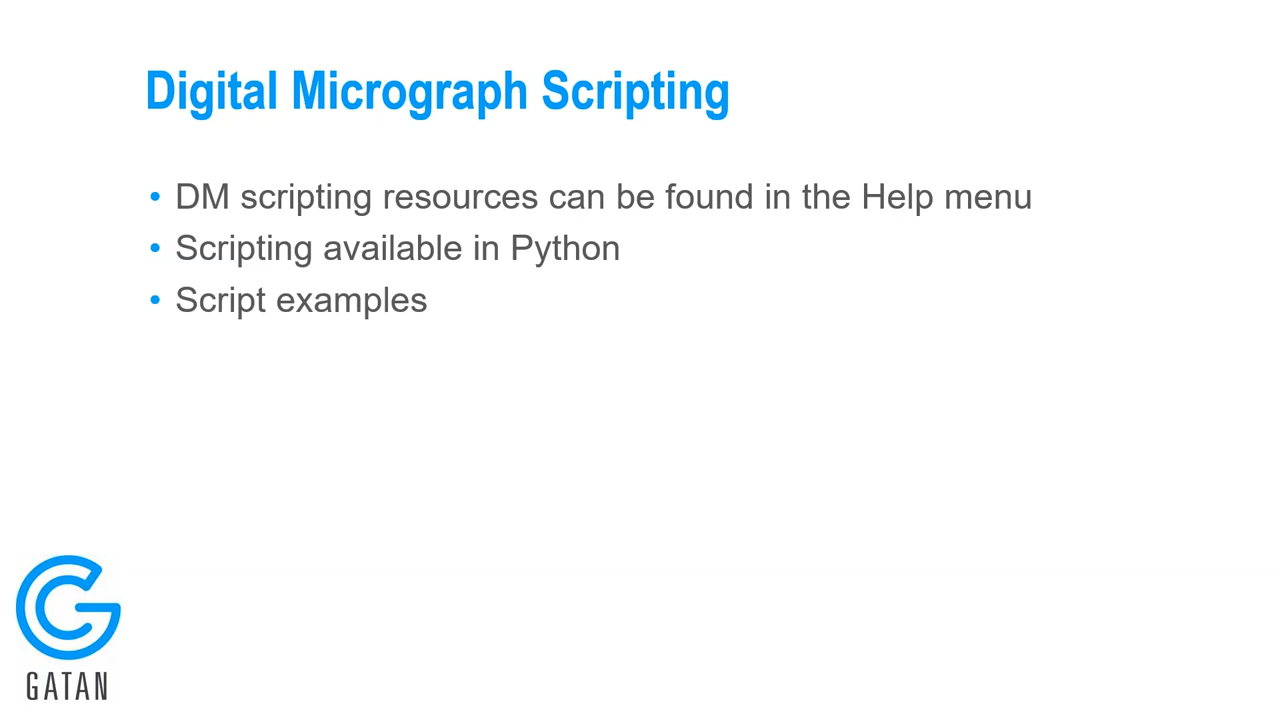 Digital Micrograph Scripting
• DM scripting resources can be found in the Help menu
• Scripting available in Python
• Script examples
GATAN